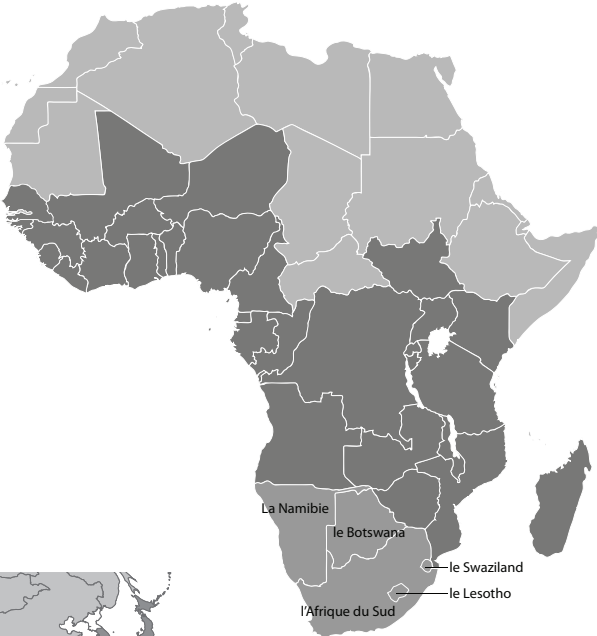 La Namibie
le Botswana
le Swaziland
le Lesotho
l'Afrique du Sud